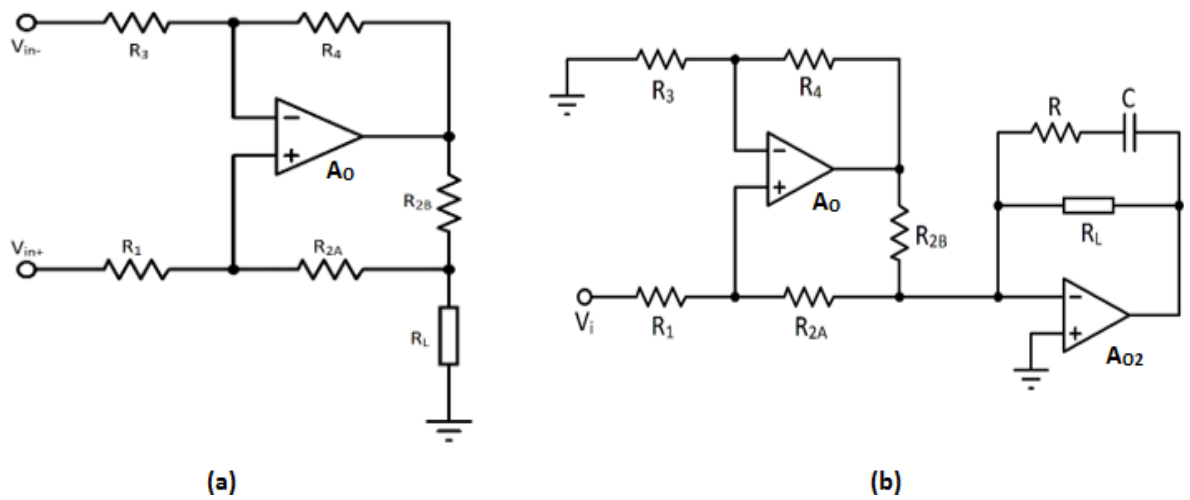 Vin-
R3
R4
−
+
AO
R2B
Vin+
R1
R2A
RL
(a)
R3
R4
R
C
−
+
AO
RL
R2B
Vi
R1
R2A
−
+
AO2
(b)